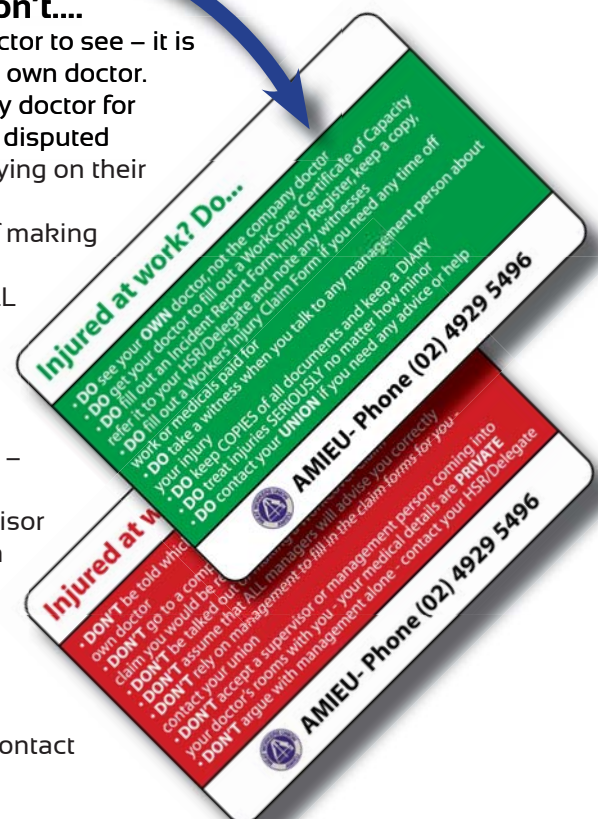 on't....
ctor to see – it is
own doctor.
y doctor for
disputed
ying on their
making
L
–
isor
ontact
Injured at work? Do...
• DO see your OWN doctor, not the company doctor
• DO get your doctor to fill out a WorkCover Certificate of Capacity
• DO fill out an Incident Report Form, Injury Register, keep a copy,
refer it to your HSR/Delegate and note any witnesses
• DO fill out a Workers' Injury Claim Form if you need any time off
work or medicals paid for
• DO take a witness when you talk to any management person about
your injury
• DO keep COPIES of all documents and keep a DIARY
• DO treat injuries SERIOUSLY no matter how minor
• DO contact your UNION if you need any advice or help
AMIEU- Phone (02) 4929 5496
Injured at w
• DON'T be told which
own doctor
• DON'T go to a comp
claim you would be
• DON'T be talked out
• DON'T assume that ALL managers will advise you correctly
• DON'T rely on management to fill in the claim forms for you -
contact your union
• DON'T accept a supervisor or management person coming into
your doctor's rooms with you - your medical details are PRIVATE
• DON'T argue with management alone - contact your HSR/Delegate
AMIEU- Phone (02) 4929 5496